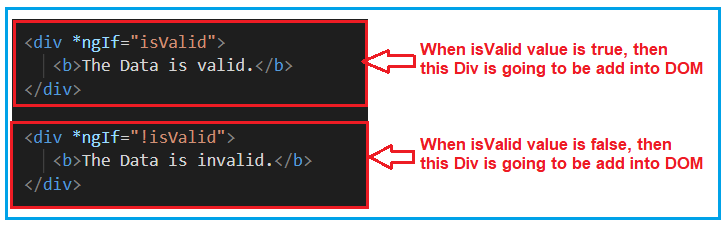 <div *ngIf="isValid">
<b>The Data is valid.</b>
</div>
When isValid value is true, then
this Div is going to be add into DOM
<div *ngIf="!isValid">
<b>The Data is invalid.</b>
</div>
When isValid value is false, then
this Div is going to be add into DOM